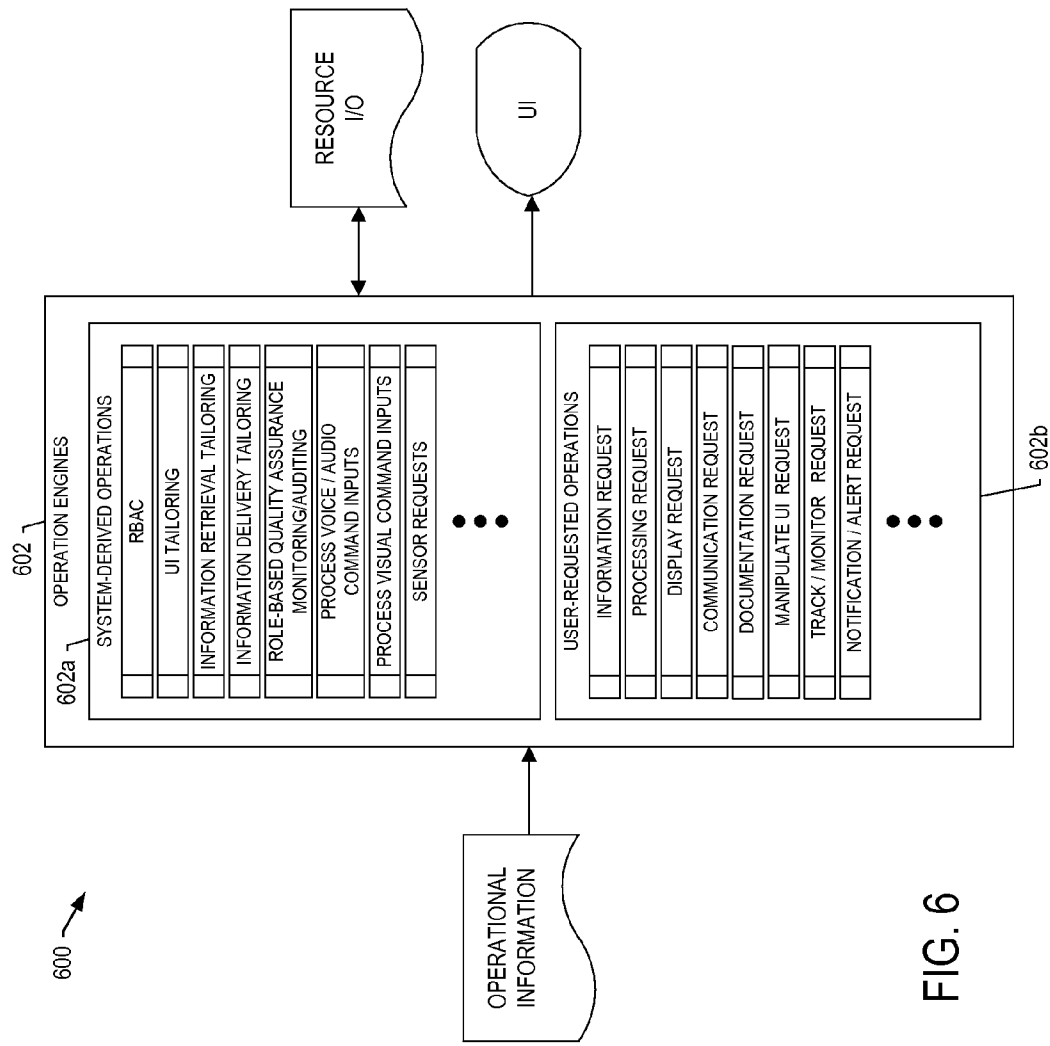 600
OPERATIONAL
INFORMATION
602
OPERATION ENGINES
602a
SYSTEM-DERIVED OPERATIONS
RBAC
UI TAILORING
INFORMATION RETRIEVAL TAILORING
INFORMATION DELIVERY TAILORING
ROLE-BASED QUALITY ASSURANCE
MONITORING/AUDITING
PROCESS VOICE / AUDIO
COMMAND INPUTS
PROCESS VISUAL COMMAND INPUTS
SENSOR REQUESTS
USER-REQUESTED OPERATIONS
INFORMATION REQUEST
PROCESSING REQUEST
DISPLAY REQUEST
COMMUNICATION REQUEST
DOCUMENTATION REQUEST
MANIPULATE UI REQUEST
TRACK / MONITOR REQUEST
NOTIFICATION / ALERT REQUEST
602b
RESOURCE
I/O
UI
FIG. 6